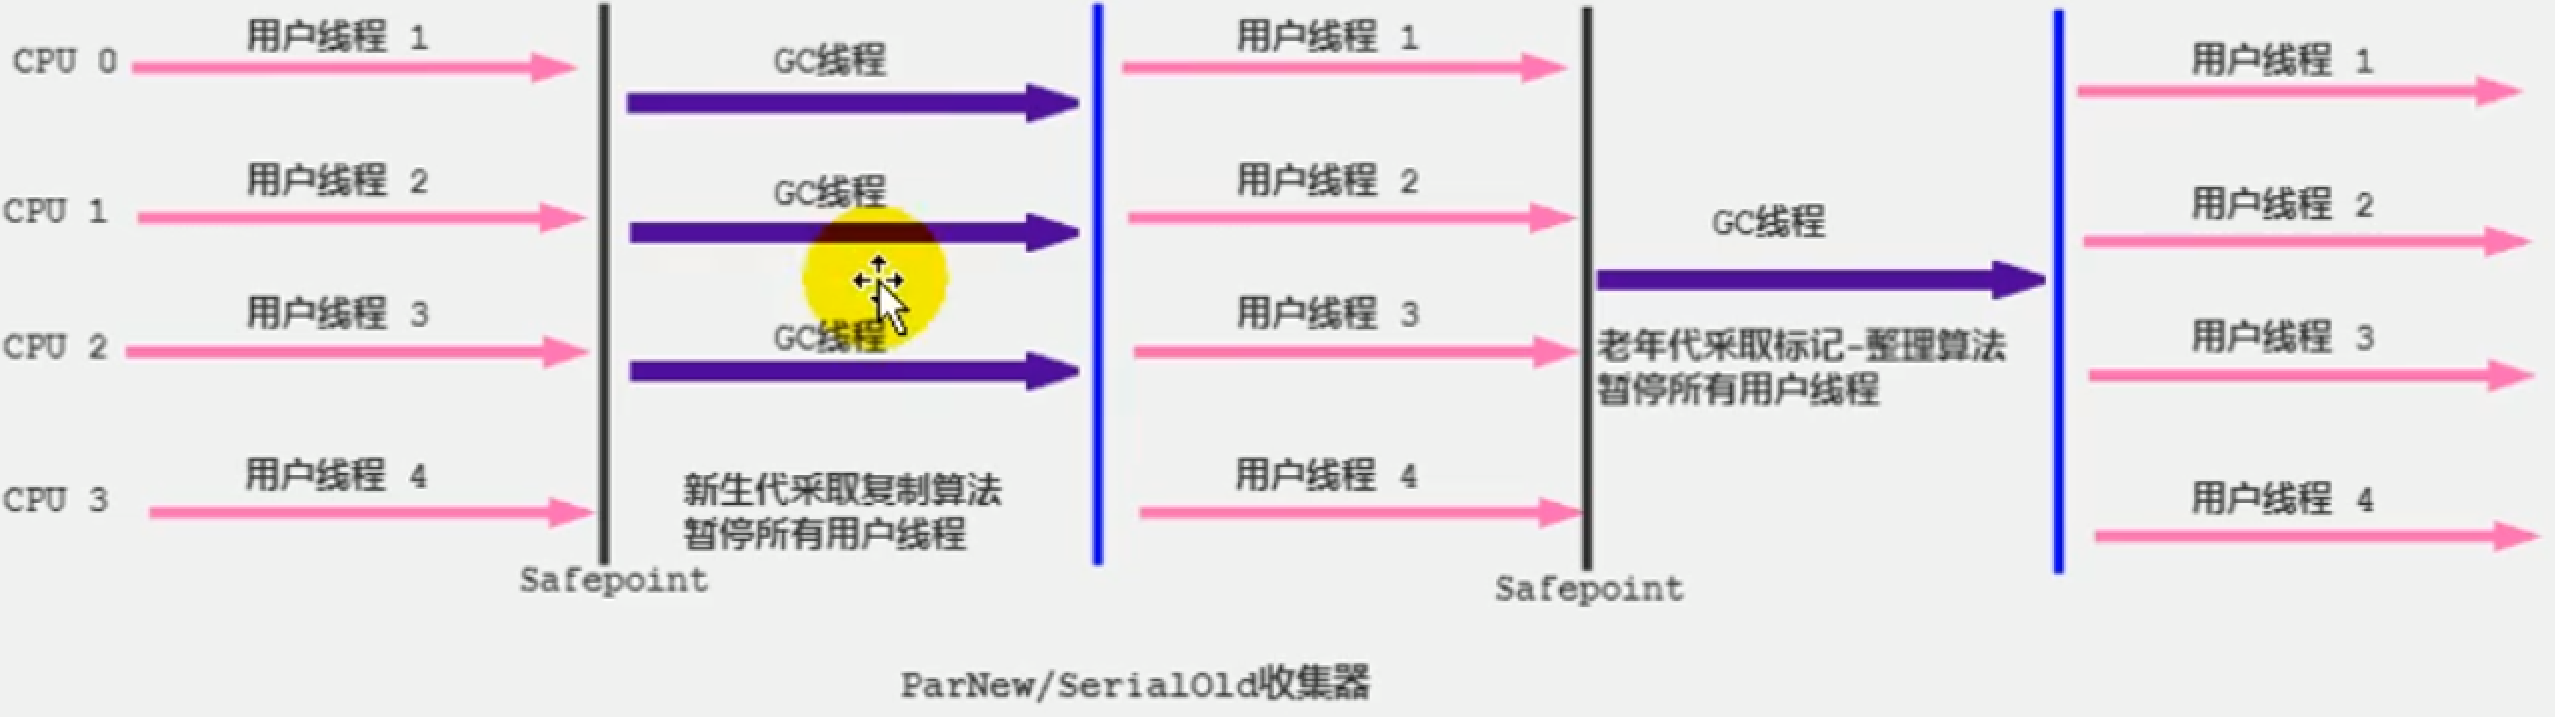 CPU 0
用户线程 1
GC线程
用户线程 1
用户线程 1
CPU 1
用户线程 2
GC线程
用户线程 2
GC线程
用户线程 2
CPU 2
用户线程 3
GC线程
用户线程 3
老年代采取标记-整理算法
暂停所有用户线程
用户线程 3
CPU 3
用户线程 4
新生代采取复制算法
暂停所有用户线程
用户线程 4
用户线程 4
Safepoint
Safepoint
ParNew/SerialOld收集器